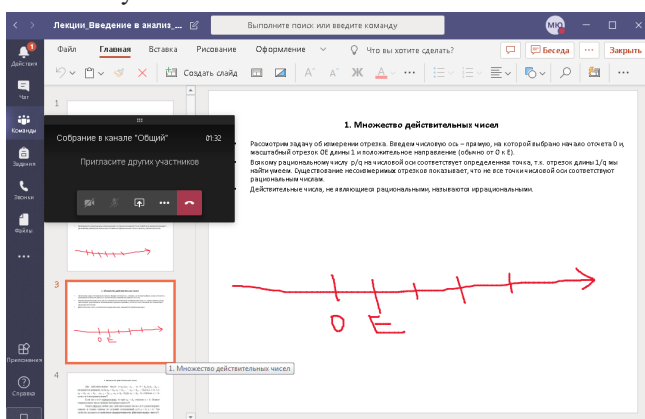 Лекции_Введение в анализ_...
Выполните поиск или введите команду
МЮ
Файл Главная Вставка Рисование Оформление Что вы хотите сделать? Беседа ... Закрыть
Создать слайд
Ж
А
1
Действия
Чат
Команды
Задания
Звонки
Файлы
Приложения
Справка
Собрание в канале "Общий" 01:32
Пригласите других участников
3
О Е
1. Множество действительных чисел
4
1. Множество действительных чисел
Рассмотрим задачу об измерении отрезка. Введем числовую ось – прямую, на которой выбрано начало отсчета 0 и,
масштабный отрезок OE длины 1 и положительное направление (обычно от O к E).
Всякому рациональному числу p/q на числовой оси соответствует определенная точка, т.к. отрезок длины 1/q мы
найти умеем. Существование несоизмеримых отрезков показывает, что не все точки числовой оси соответствуют
рациональным числам.
Действительные числа, не являющиеся рациональными, называются иррациональными.
О Е